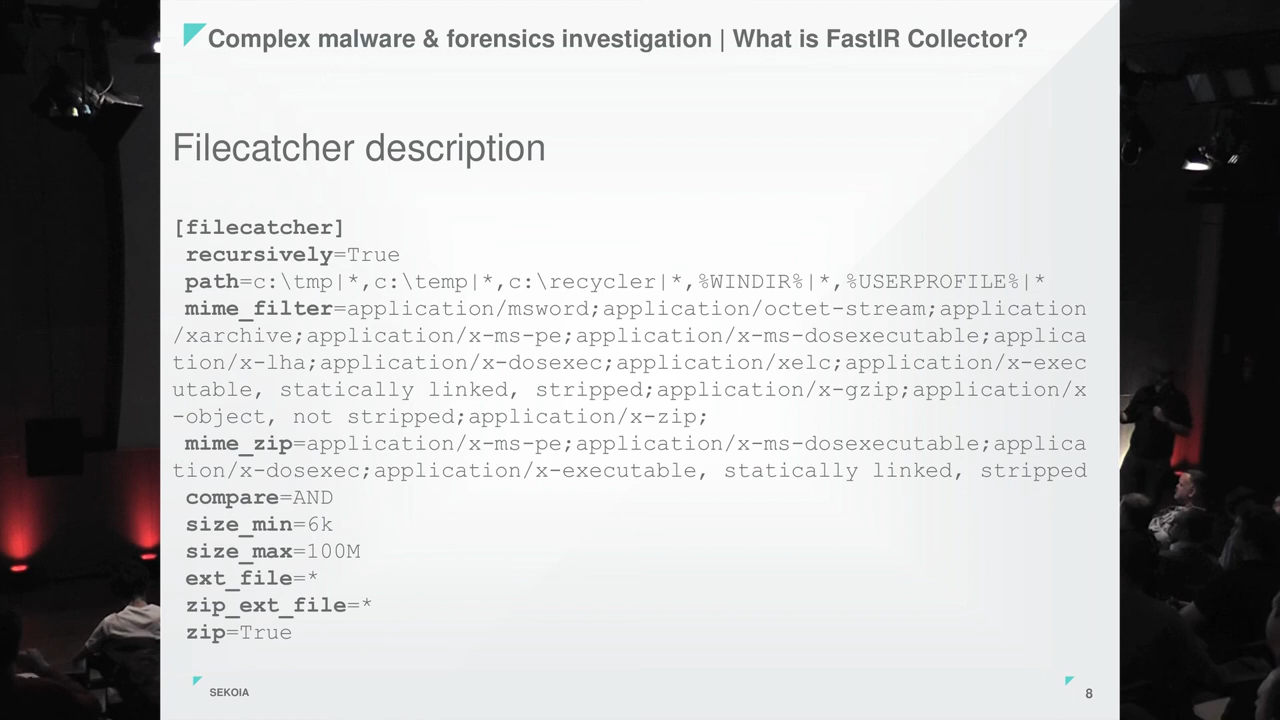 Complex malware & forensics investigation | What is FastIR Collector?
Filecatcher description
[filecatcher]
recursively=True
path=c:\tmp|*,c:\temp|*,c:\recycler|*,%WINDIR%|*,%USERPROFILE%|*
mime_filter=application/msword;application/octet-stream;application
/xarchive;application/x-ms-pe;application/x-ms-dosexecutable;applica
tion/x-lha;application/x-dosexec;application/xelc;application/x-exec
utable, statically linked, stripped;application/x-gzip;application/x
-object, not stripped;application/x-zip;
mime_zip=application/x-ms-pe;application/x-ms-dosexecutable;applica
tion/x-dosexec;application/x-executable, statically linked, stripped
compare=AND
size_min=6k
size_max=100M
ext_file=*
zip_ext_file=*
zip=True
SEKOIA
8